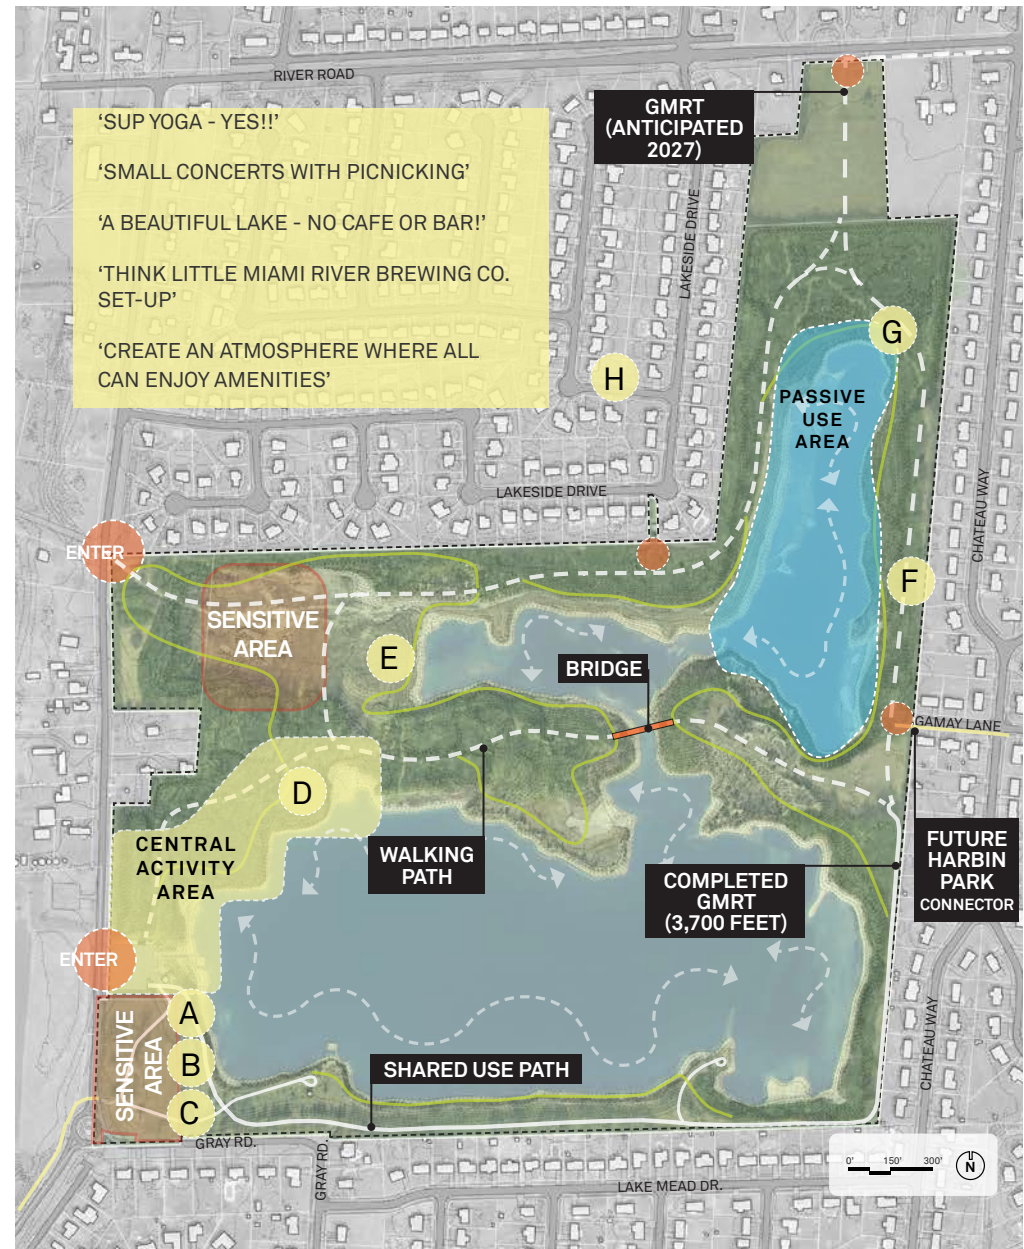 RIVER ROAD
‘SUP YOGA - YES!!’
‘SMALL CONCERTS WITH PICNICKING’
‘A BEAUTIFUL LAKE - NO CAFE OR BAR!’
‘THINK LITTLE MIAMI RIVER BREWING CO.
SET-UP’
‘CREATE AN ATMOSPHERE WHERE ALL
CAN ENJOY AMENITIES’
GMRT
(ANTICIPATED
2027)
LAKESIDE DRIVE
G
H
PASSIVE
USE
AREA
LAKESIDE DRIVE
CHATEAU WAY
ENTER
F
SENSITIVE
AREA
E
BRIDGE
GAMAY LANE
D
CENTRAL
ACTIVITY
AREA
WALKING
PATH
COMPLETED
GMRT
(3,700 FEET)
FUTURE
HARBIN
PARK
CONNECTOR
ENTER
SENSITIVE
AREA
A
B
C
SHARED USE PATH
CHATEAU WAY
GRAY RD.
GRAY RD.
LAKE MEAD DR.
0' 150' 300'
N